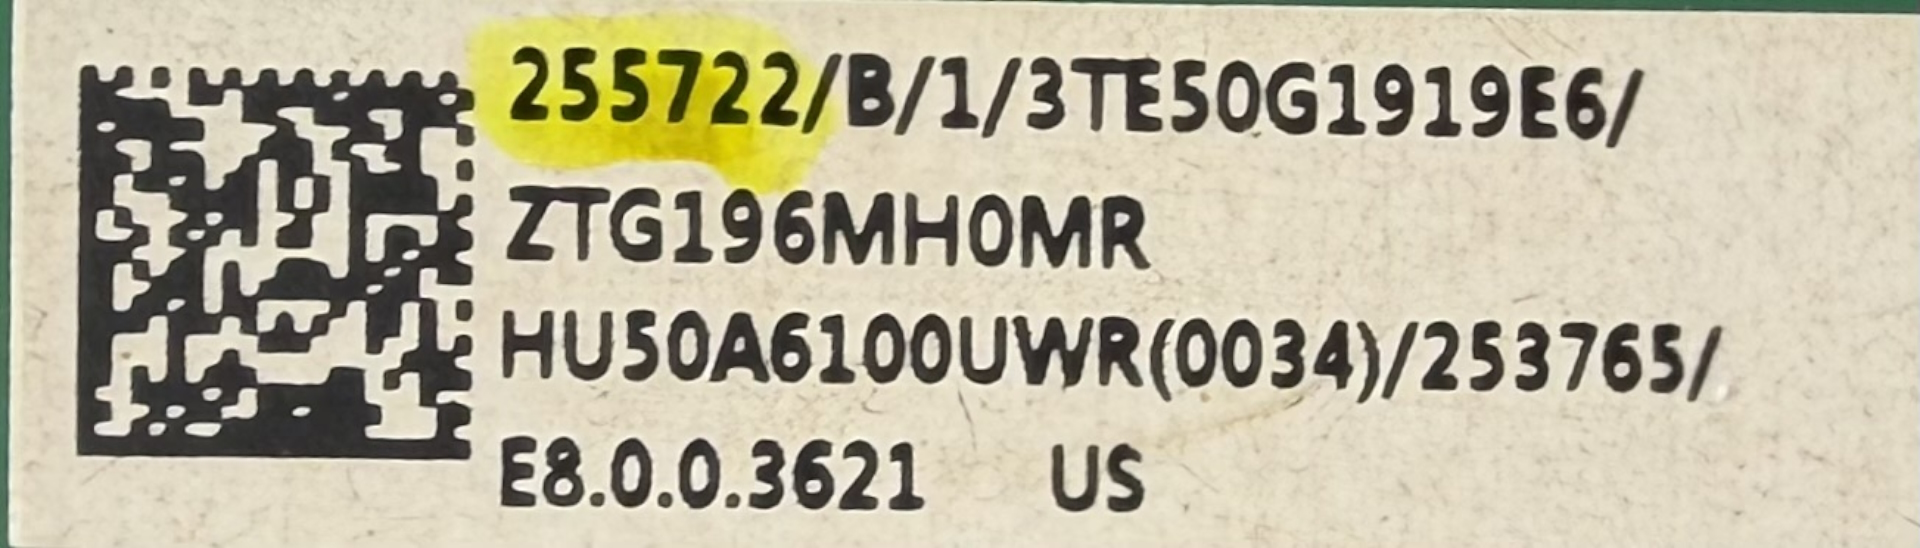 255722/B/1/3TE50G1919E6/
ZTG196MH0MR
HU50A6100UWR(0034)/253765/
E8.0.0.3621 US